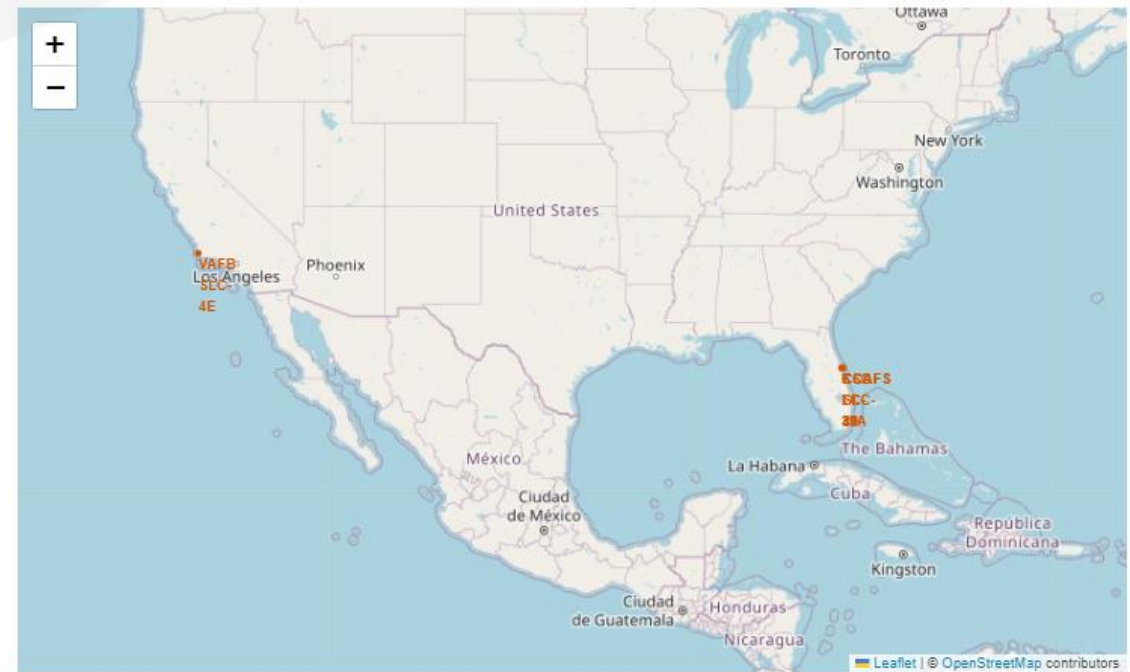 +
−
Ottawa
Toronto
New York
Washington
United States
VAFB
Los Angeles
SLC-
4E
Phoenix
The Bahamas
La Habana
Cuba
México
Ciudad
de México
República
Dominicana
Kingston
Ciudad
de Guatemala
Honduras
Nicaragua
Leaflet | © OpenStreetMap contributors